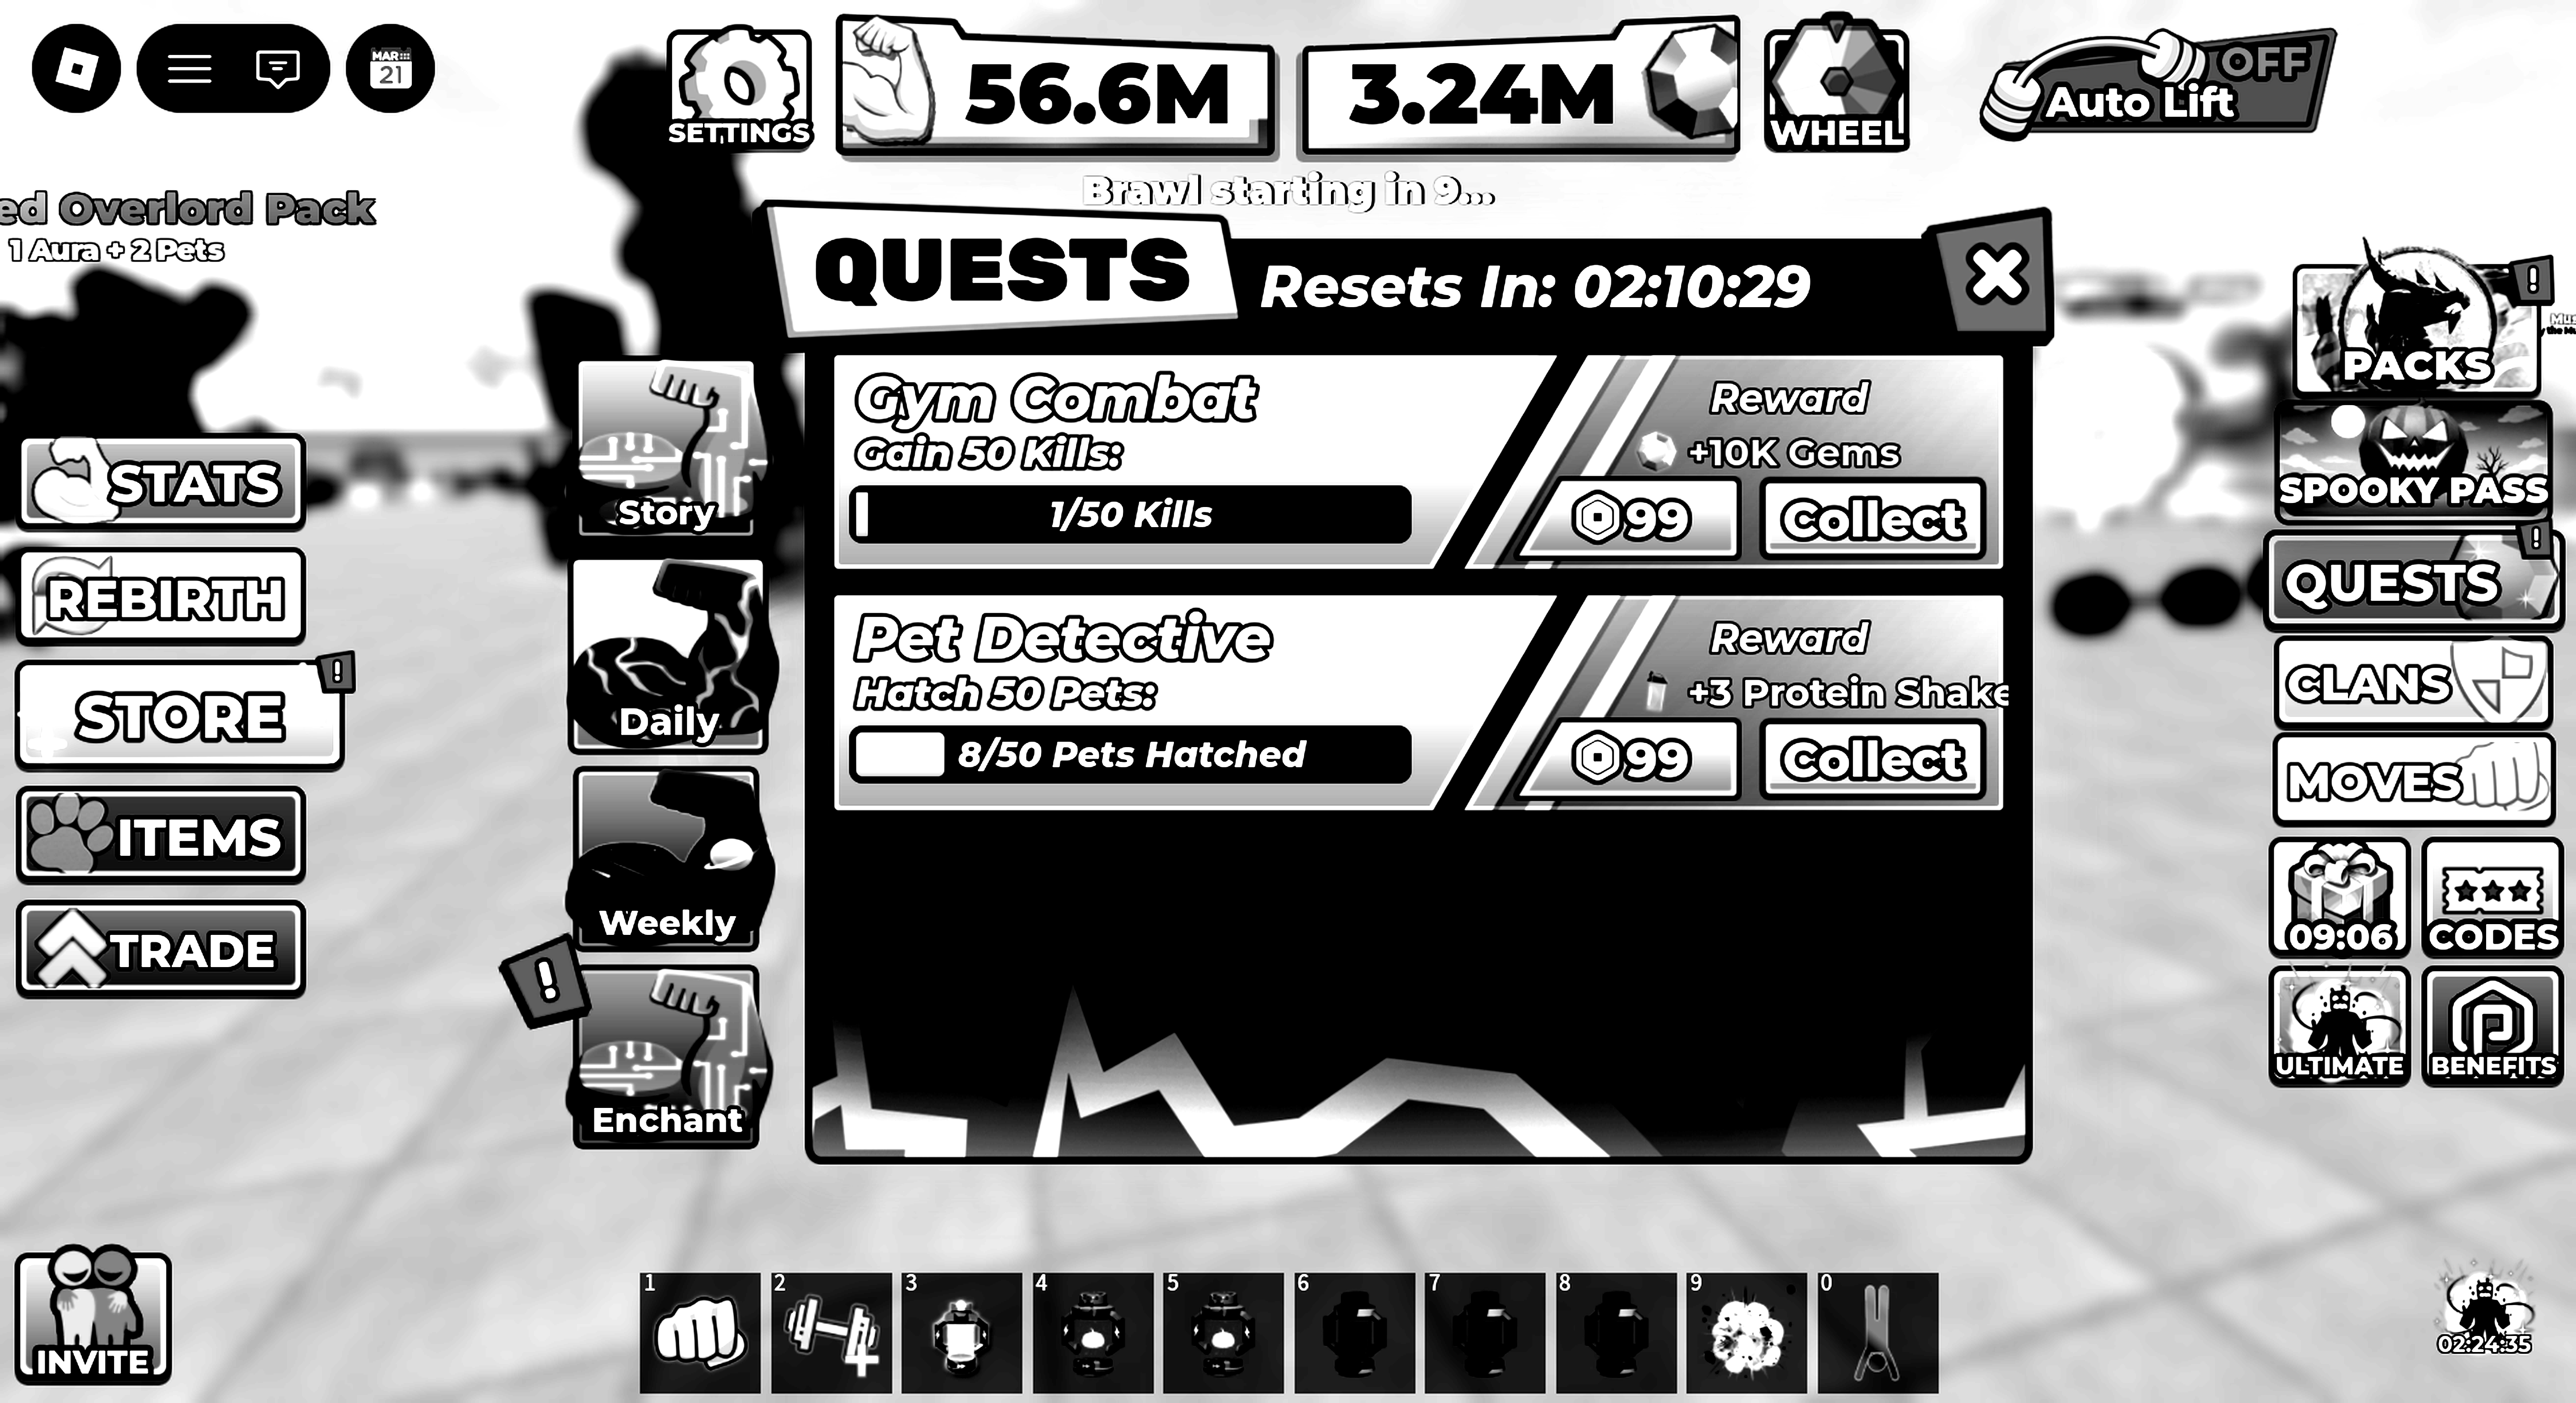 MAR
21
SETTINGS
56.6M
3.24M
WHEEL
OFF
Auto Lift
Brawl starting in 9...
ed Overlord Pack
1 Aura + 2 Pets
QUESTS
Resets In: 02:10:29
Gym Combat
Gain 50 Kills:
1/50 Kills
Reward
+10K Gems
99
Collect
Pet Detective
Hatch 50 Pets:
8/50 Pets Hatched
Reward
+3 Protein Shake
99
Collect
Story
Daily
Weekly
!
Enchant
STATS
REBIRTH
!
STORE
ITEMS
TRADE
INVITE
!
PACKS
SPOOKY PASS
!
QUESTS
CLANS
MOVES
09:06
CODES
ULTIMATE
BENEFITS
1
2
3
4
5
6
7
8
9
0
02:24:35